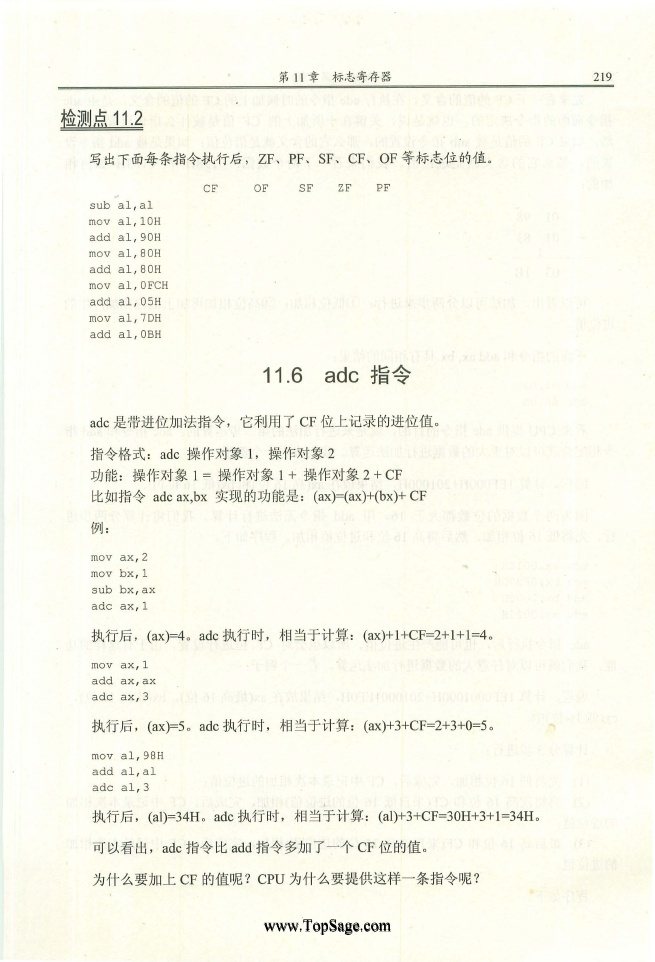 第 11 章 标志寄存器 219
检测点 11.2
写出下面每条指令执行后，ZF、PF、SF、CF、OF 等标志位的值。
CF OF SF ZF PF
sub al,al
mov al,10H
add al,90H
mov al,80H
add al,80H
mov al,0FCH
add al,05H
mov al,7DH
add al,0BH
11.6 adc 指令
adc 是带进位加法指令，它利用了 CF 位上记录的进位值。
指令格式：adc 操作对象 1，操作对象 2
功能：操作对象 1 = 操作对象 1 + 操作对象 2 + CF
比如指令 adc ax,bx 实现的功能是：(ax)=(ax)+(bx)+ CF
例：
mov ax,2
mov bx,1
sub bx,ax
adc ax,1
执行后，(ax)=4。adc 执行时，相当于计算：(ax)+1+CF=2+1+1=4。
mov ax,1
add ax,ax
adc ax,3
执行后，(ax)=5。adc 执行时，相当于计算：(ax)+3+CF=2+3+0=5。
mov al,98H
add al,al
adc al,3
执行后，(al)=34H。adc 执行时，相当于计算：(al)+3+CF=30H+3+1=34H。
可以看出，adc 指令比 add 指令多加了一个 CF 位的值。
为什么要加上 CF 的值呢？CPU 为什么要提供这样一条指令呢？
www.TopSage.com